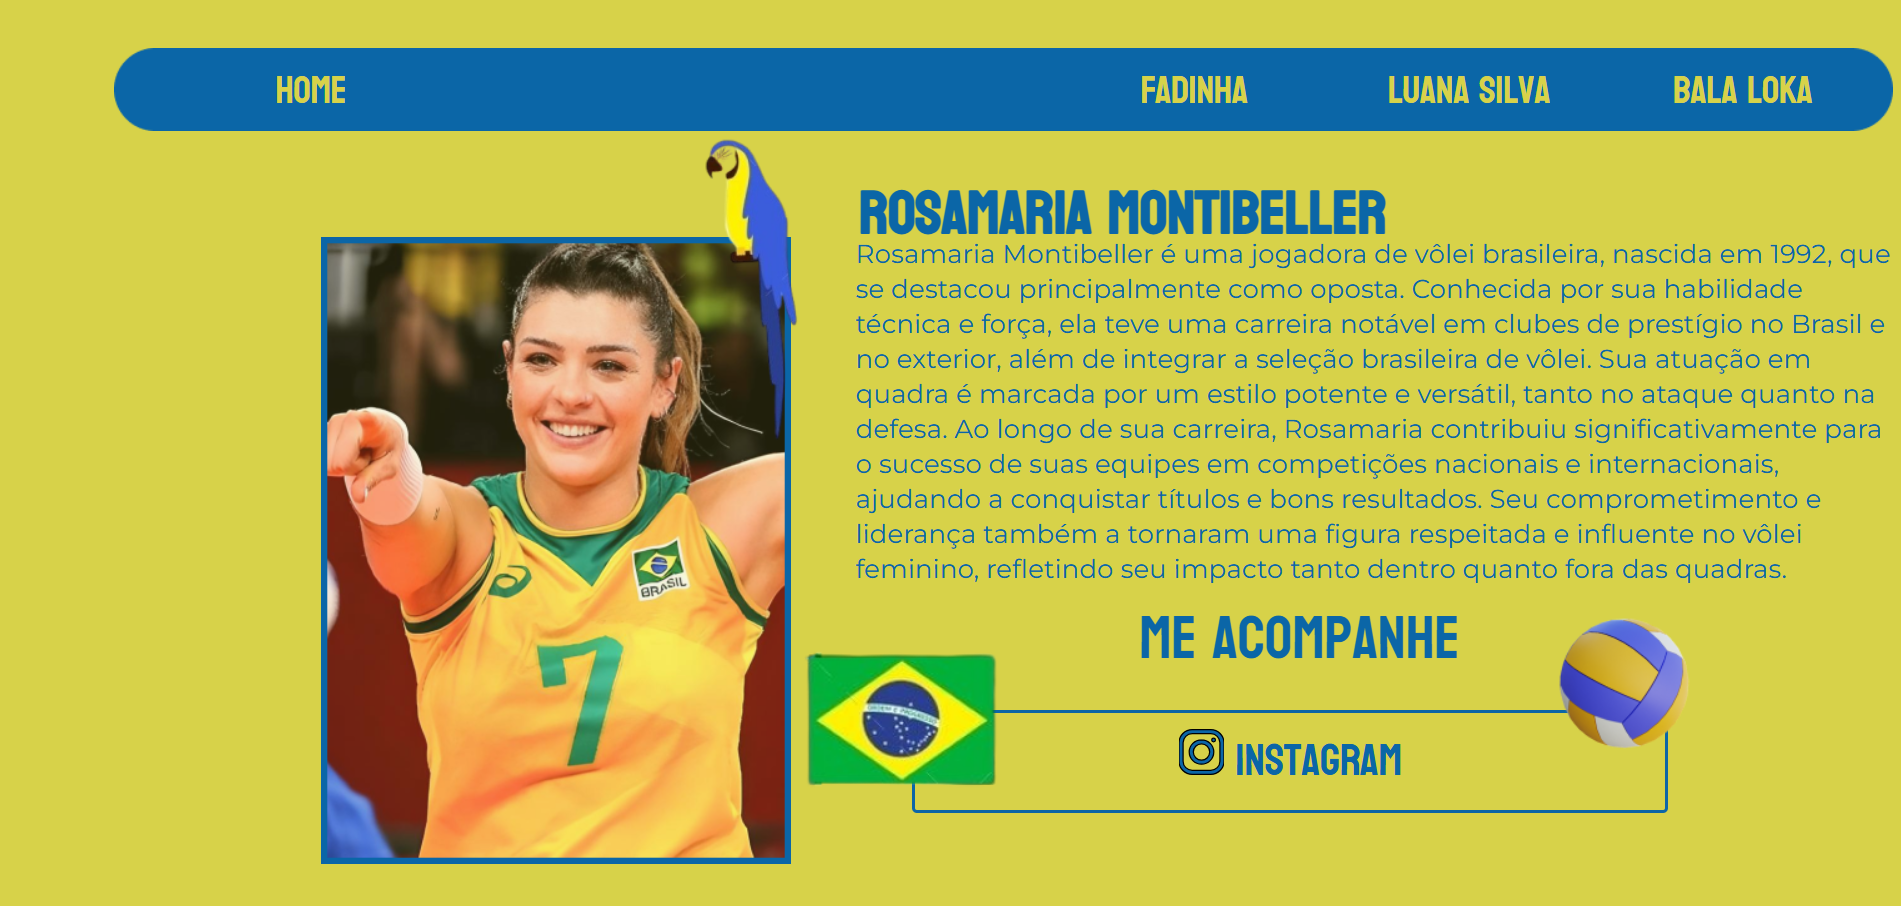 HOME
FADINHA
LUANA SILVA
BALA LOKA
ROSAMARIA MONTIBELLER
Rosamaria Montibeller é uma jogadora de vôlei brasileira, nascida em 1992, que
se destacou principalmente como oposta. Conhecida por sua habilidade
técnica e força, ela teve uma carreira notável em clubes de prestígio no Brasil e
no exterior, além de integrar a seleção brasileira de vôlei. Sua atuação em
quadra é marcada por um estilo potente e versátil, tanto no ataque quanto na
defesa. Ao longo de sua carreira, Rosamaria contribuiu significativamente para
o sucesso de suas equipes em competições nacionais e internacionais,
ajudando a conquistar títulos e bons resultados. Seu comprometimento e
liderança também a tornaram uma figura respeitada e influente no vôlei
feminino, refletindo seu impacto tanto dentro quanto fora das quadras.
BRASIL
7
ME ACOMPANHE
ORDEM E PROGRESSO
INSTAGRAM